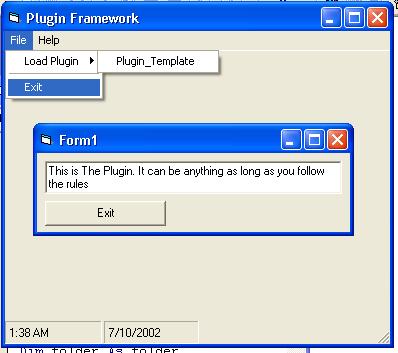 Plugin Framework
File Help
Load Plugin Plugin_Template
Exit
Form1
This is The Plugin. It can be anything as long as you follow
the rules
Exit
1:38 AM 7/10/2002
Dim folder As folder